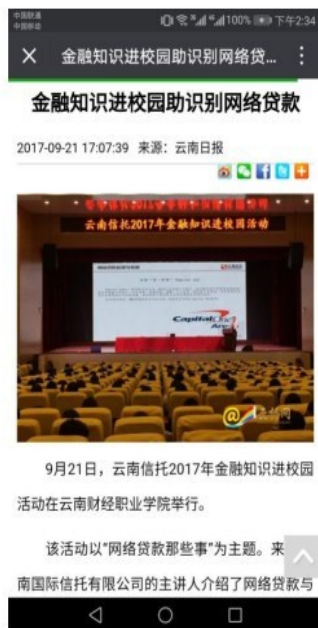 中国联通
中国移动
100%
下午2:34
金融知识进校园助识别网络贷...
金融知识进校园助识别网络贷款
2017-09-21 17:07:39 来源：云南日报
云南信托2017年金融知识进校园活动
Capital One
Are
9月21日，云南信托2017年金融知识进校园
活动在云南财经职业学院举行。
该活动以“网络贷款那些事”为主题。来
南国际信托有限公司的主讲人介绍了网络贷款与